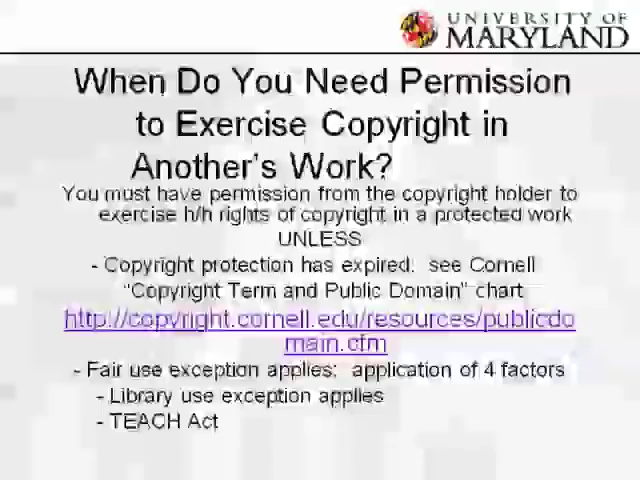 UNIVERSITY OF
MARYLAND
When Do You Need Permission
to Exercise Copyright in
Another's Work?
You must have permission from the copyright holder to
exercise h/h rights of copyright in a protected work
UNLESS
- Copyright protection has expired: see Cornell
"Copyright Term and Public Domain" chart
http://copyright.cornell.edu/resources/publicdo
main.cfm
- Fair use exception applies: application of 4 factors
- Library use exception applies
- TEACH Act